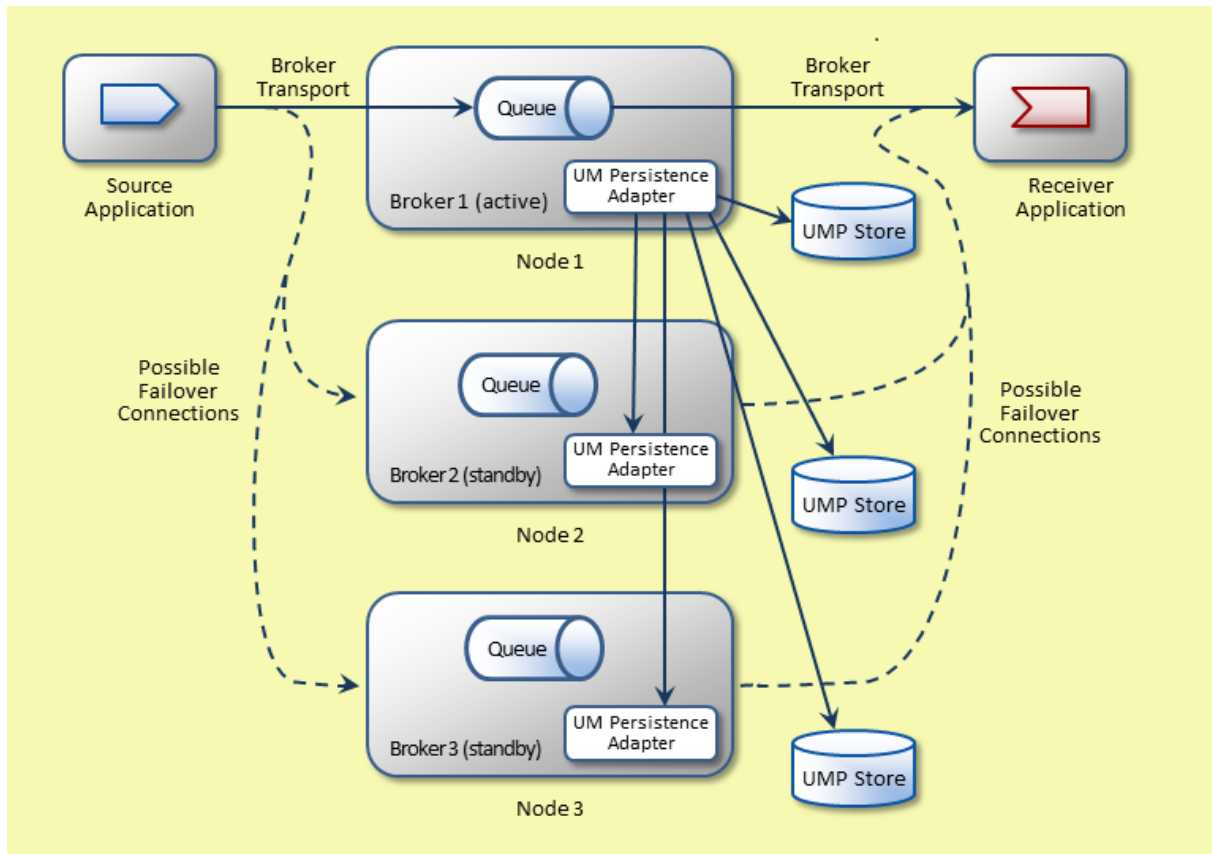 Broker
Transport
Queue
Broker
Transport
Source
Application
UM Persistence
Adapter
Broker 1 (active)
Receiver
Application
UMP Store
Node 1
Possible
Failover
Connections
Queue
UM Persistence
Adapter
Broker 2 (standby)
Possible
Failover
Connections
UMP Store
Node 2
Queue
UM Persistence
Adapter
Broker 3 (standby)
UMP Store
Node 3